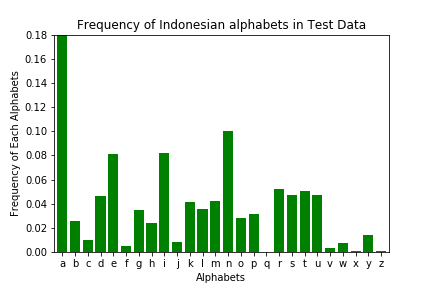 Frequency of Indonesian alphabets in Test Data
Frequency of Each Alphabets
0.18
0.16
0.14
0.12
0.10
0.08
0.06
0.04
0.02
0.00
a b c d e f g h i j k l m n o p q r s t u v w x y z
Alphabets